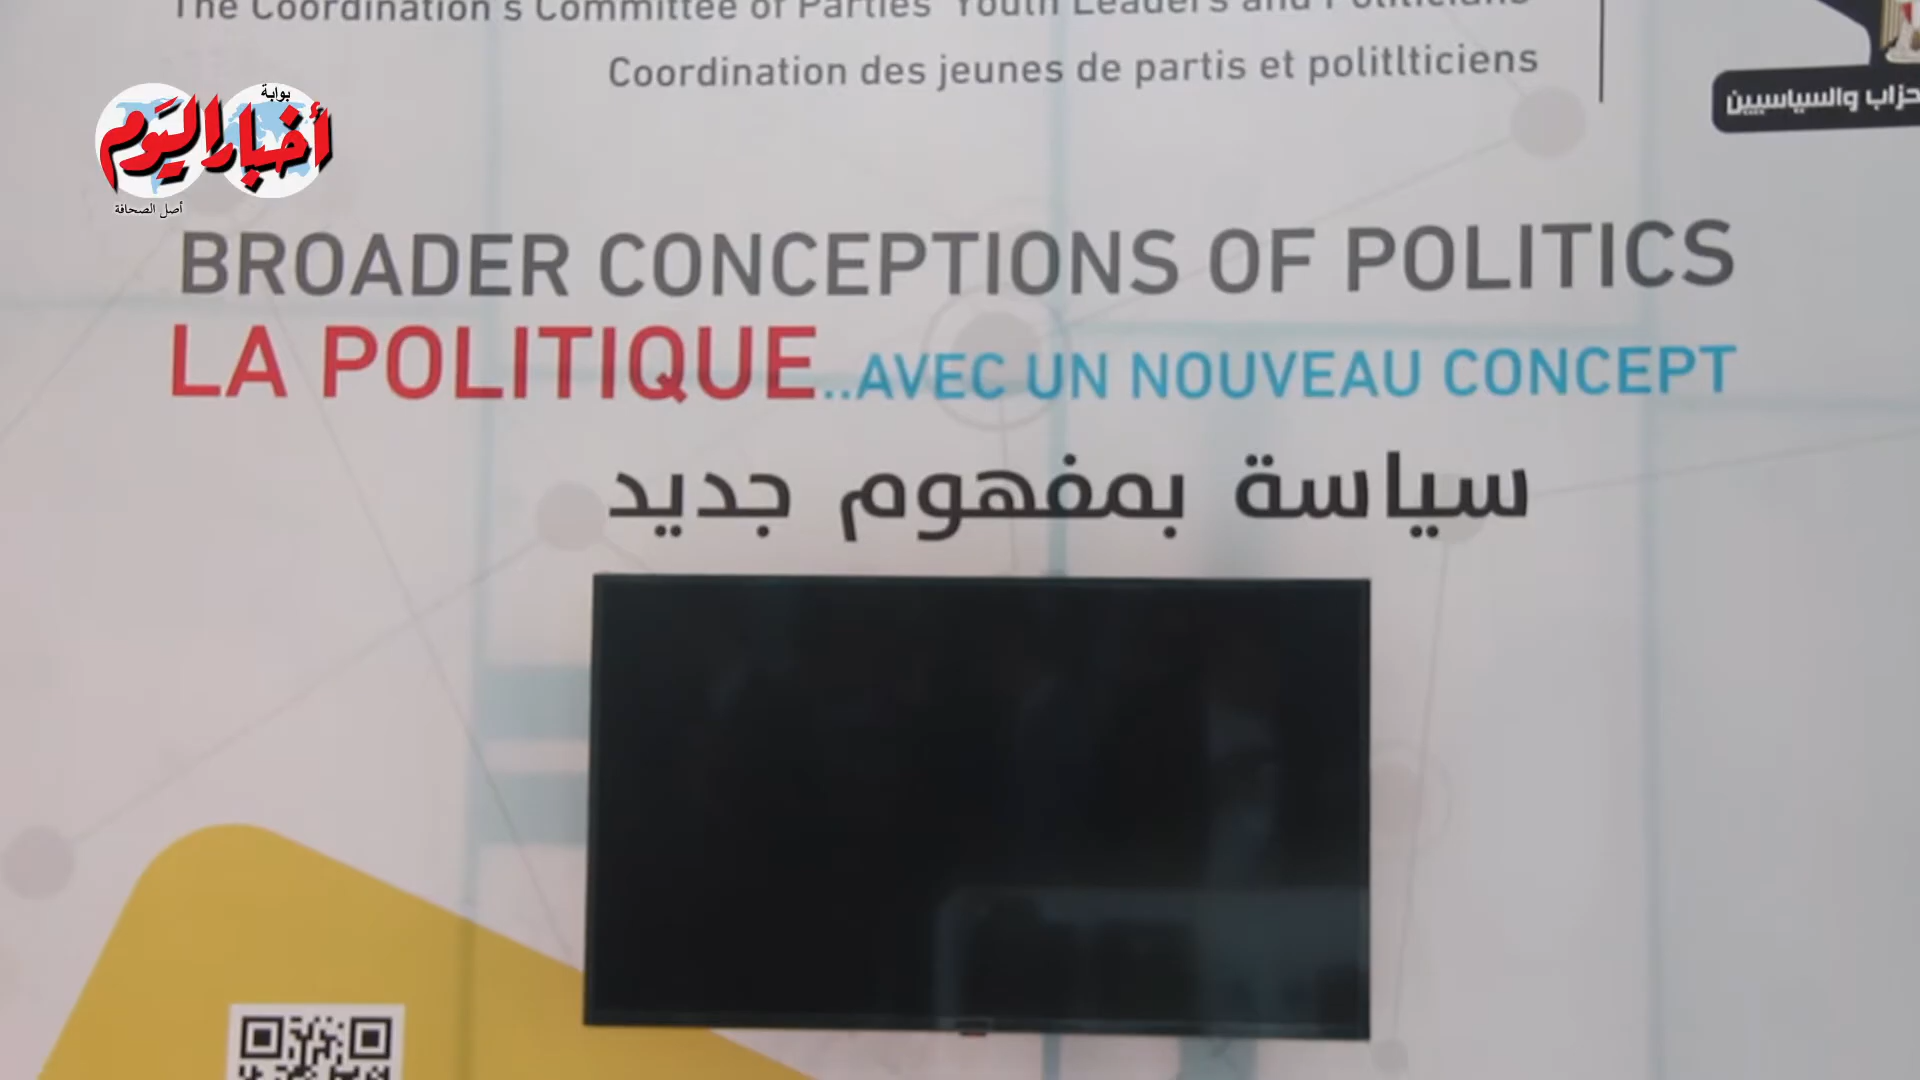 The Coordination's Committee of Parties' Youth Leaders and Politicians
Coordination des jeunes de partis et politlticiens
حزاب والسياسيين
بوابة
أخبار اليوم
أصل الصحافة
BROADER CONCEPTIONS OF POLITICS
LA POLITIQUE..AVEC UN NOUVEAU CONCEPT
سياسة بمفهوم جديد